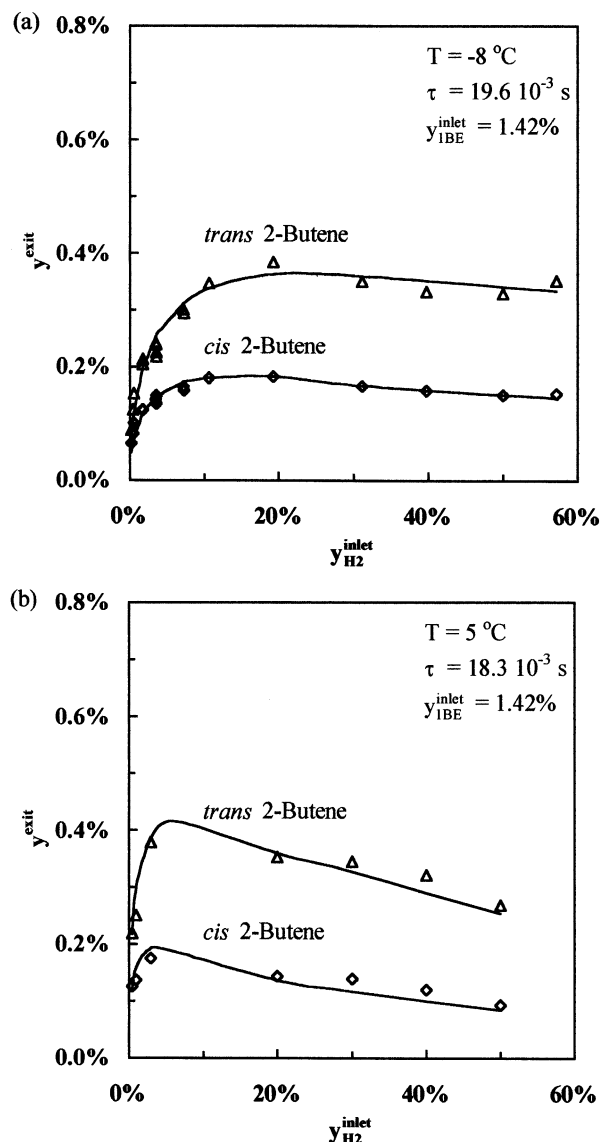 (a)
0.8%
0.6%
0.4%
0.2%
0.0%
y^exit
T = -8 °C
τ = 19.6 10⁻³ s
y_1BE^inlet = 1.42%
trans 2-Butene
cis 2-Butene
0% 20% 40% 60%
y_H2^inlet
(b)
0.8%
0.6%
0.4%
0.2%
0.0%
y^exit
T = 5 °C
τ = 18.3 10⁻³ s
y_1BE^inlet = 1.42%
trans 2-Butene
cis 2-Butene
0% 20% 40% 60%
y_H2^inlet